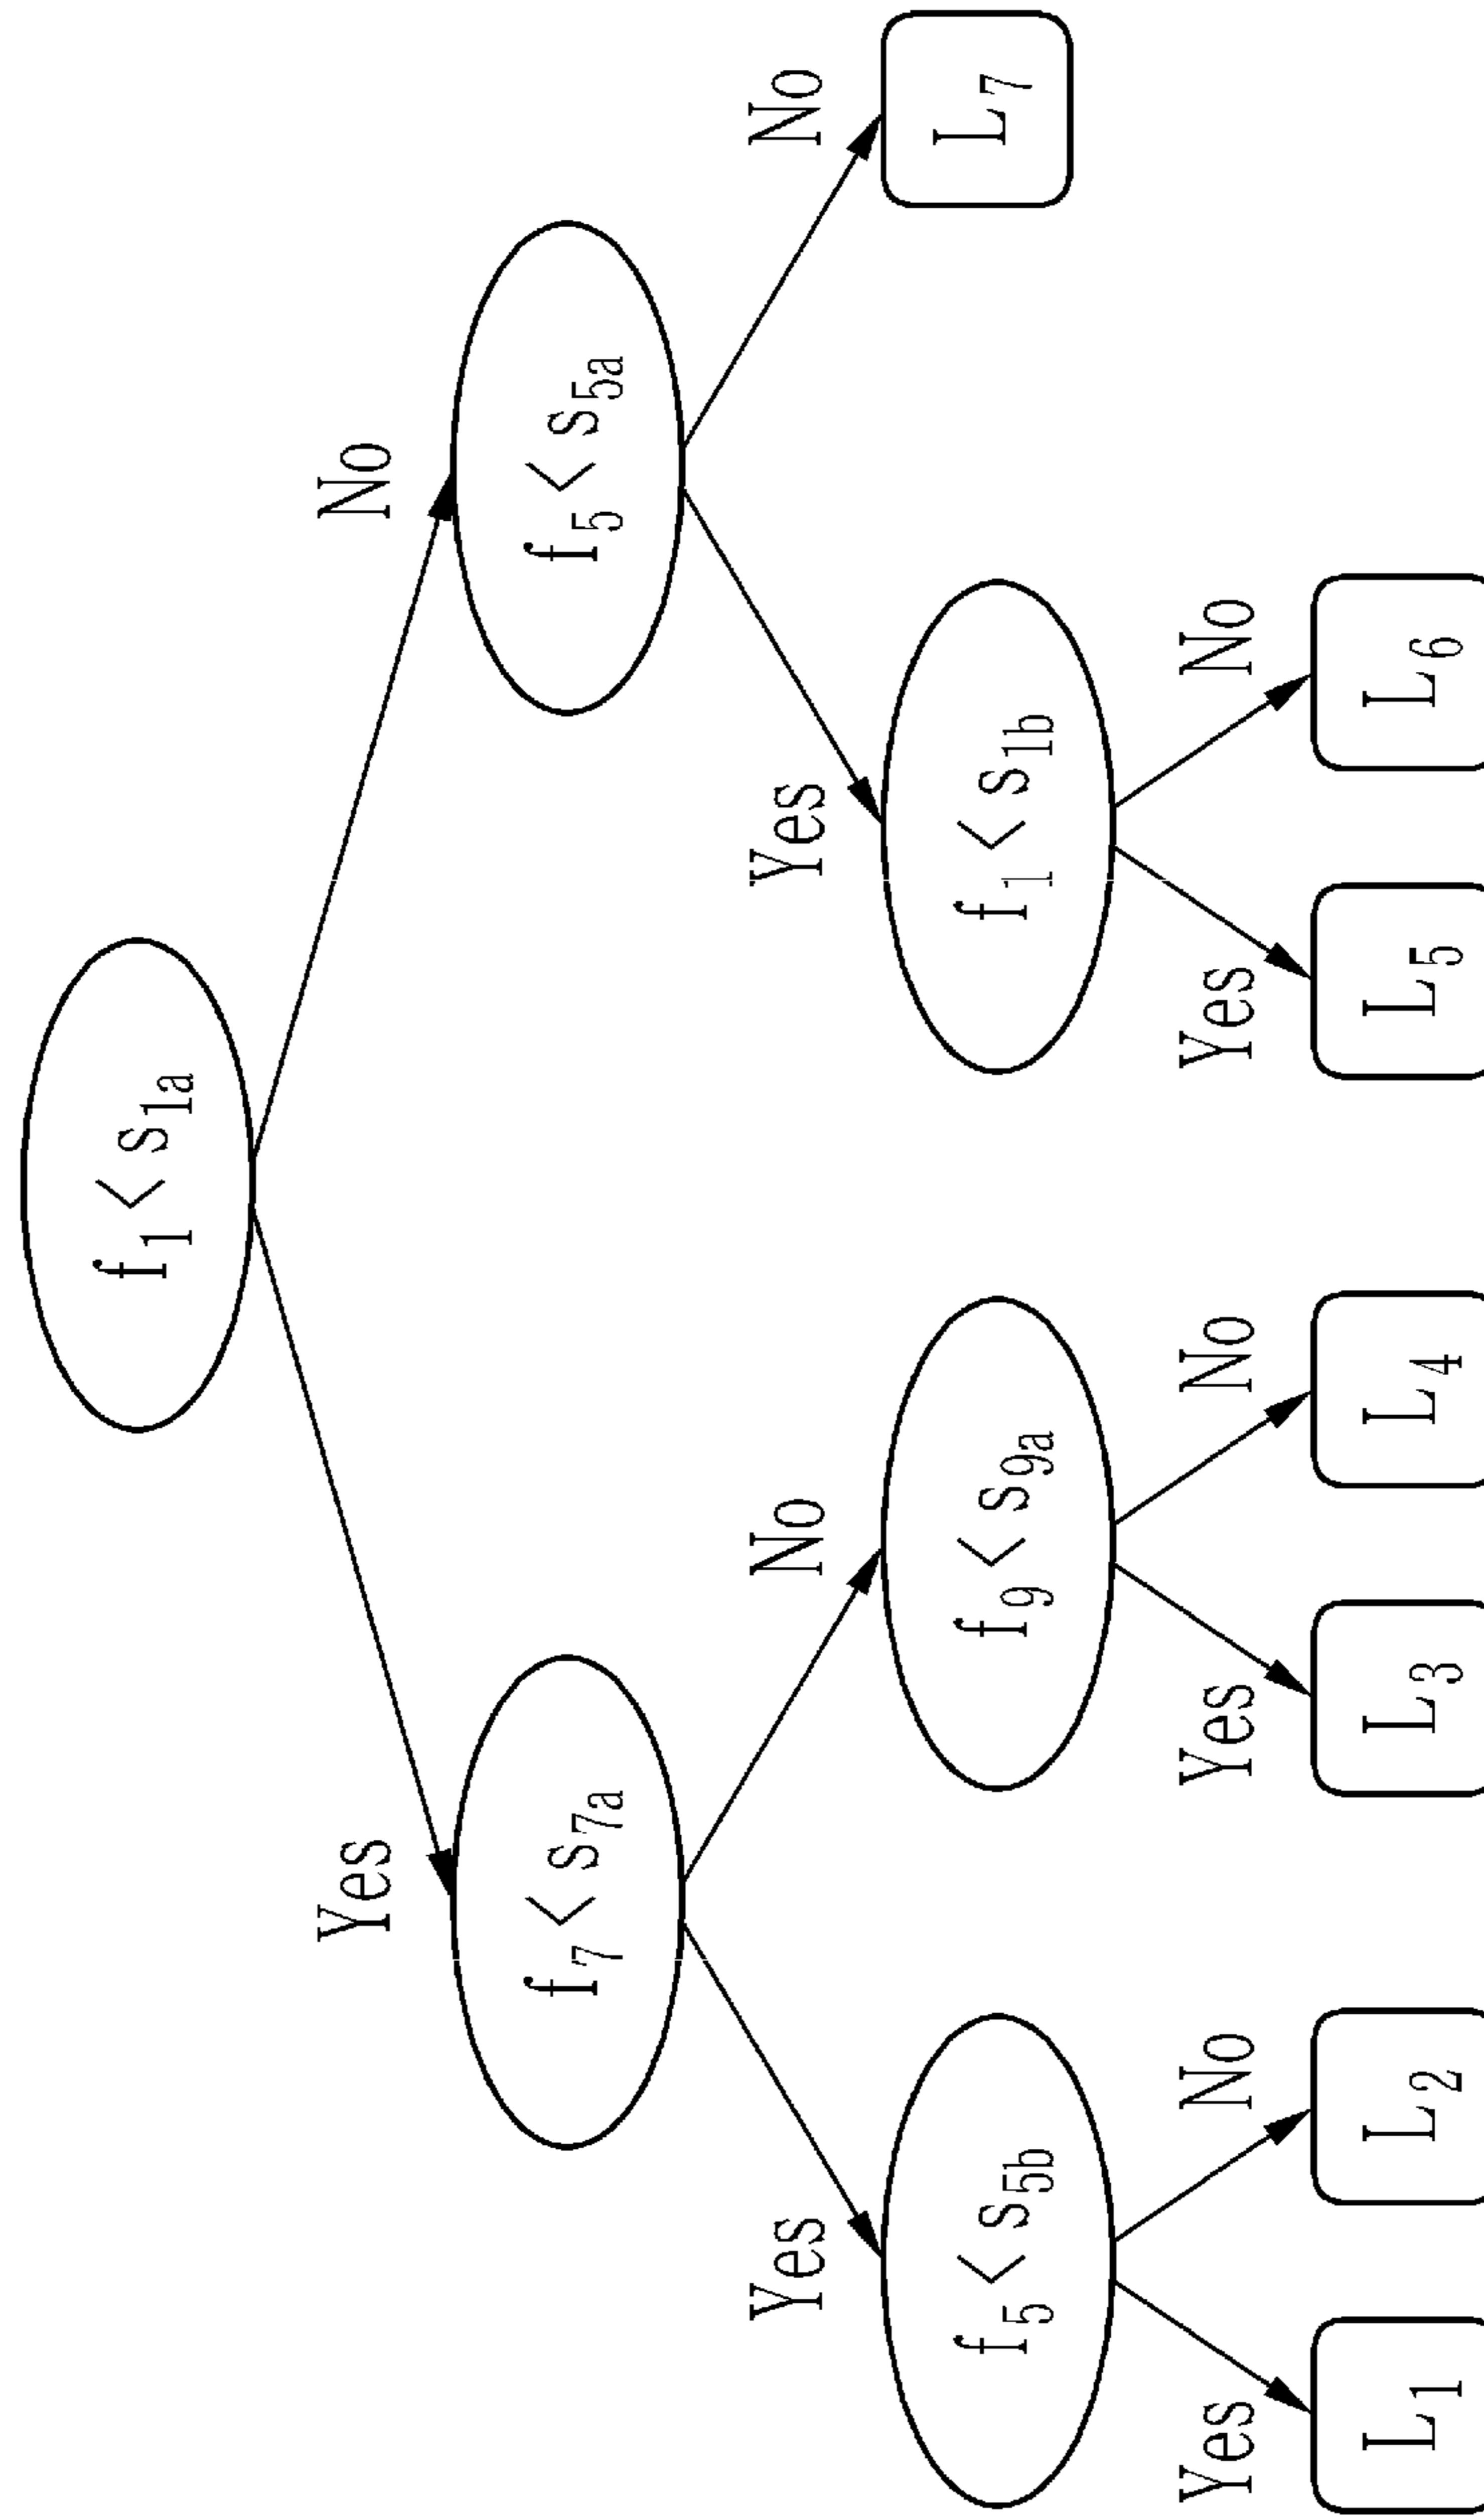 f₁<s₁ₐ
Yes
No
f₇<s₇ₐ
f₅<s₅ₐ
Yes
No
Yes
No
f₅<s₅b
f₉<s₉ₐ
f₁<s₁b
L₇
Yes
No
Yes
No
Yes
No
L₁
L₂
L₃
L₄
L₅
L₆